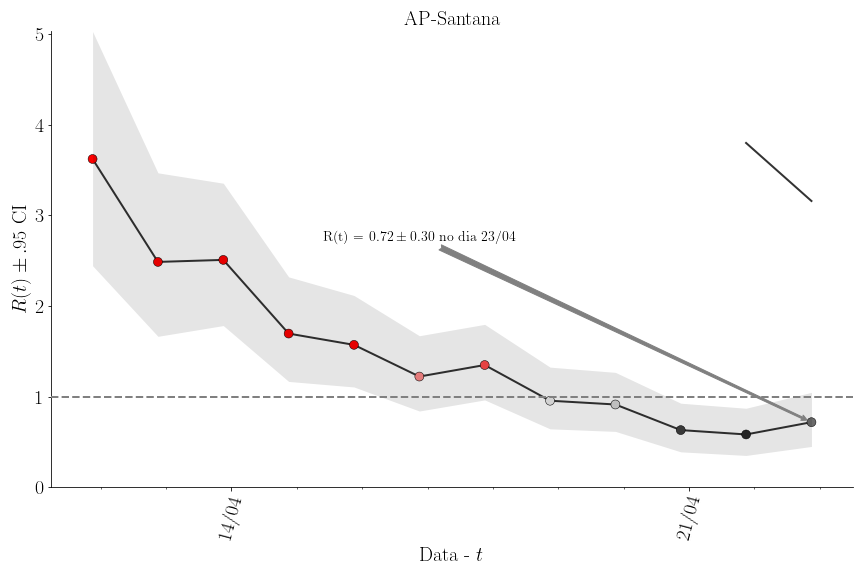 AP-Santana
5
4
3
2
1
0
R(t) ± .95 CI
R(t) = 0.72 ± 0.30 no dia 23/04
14/04
21/04
Data - t